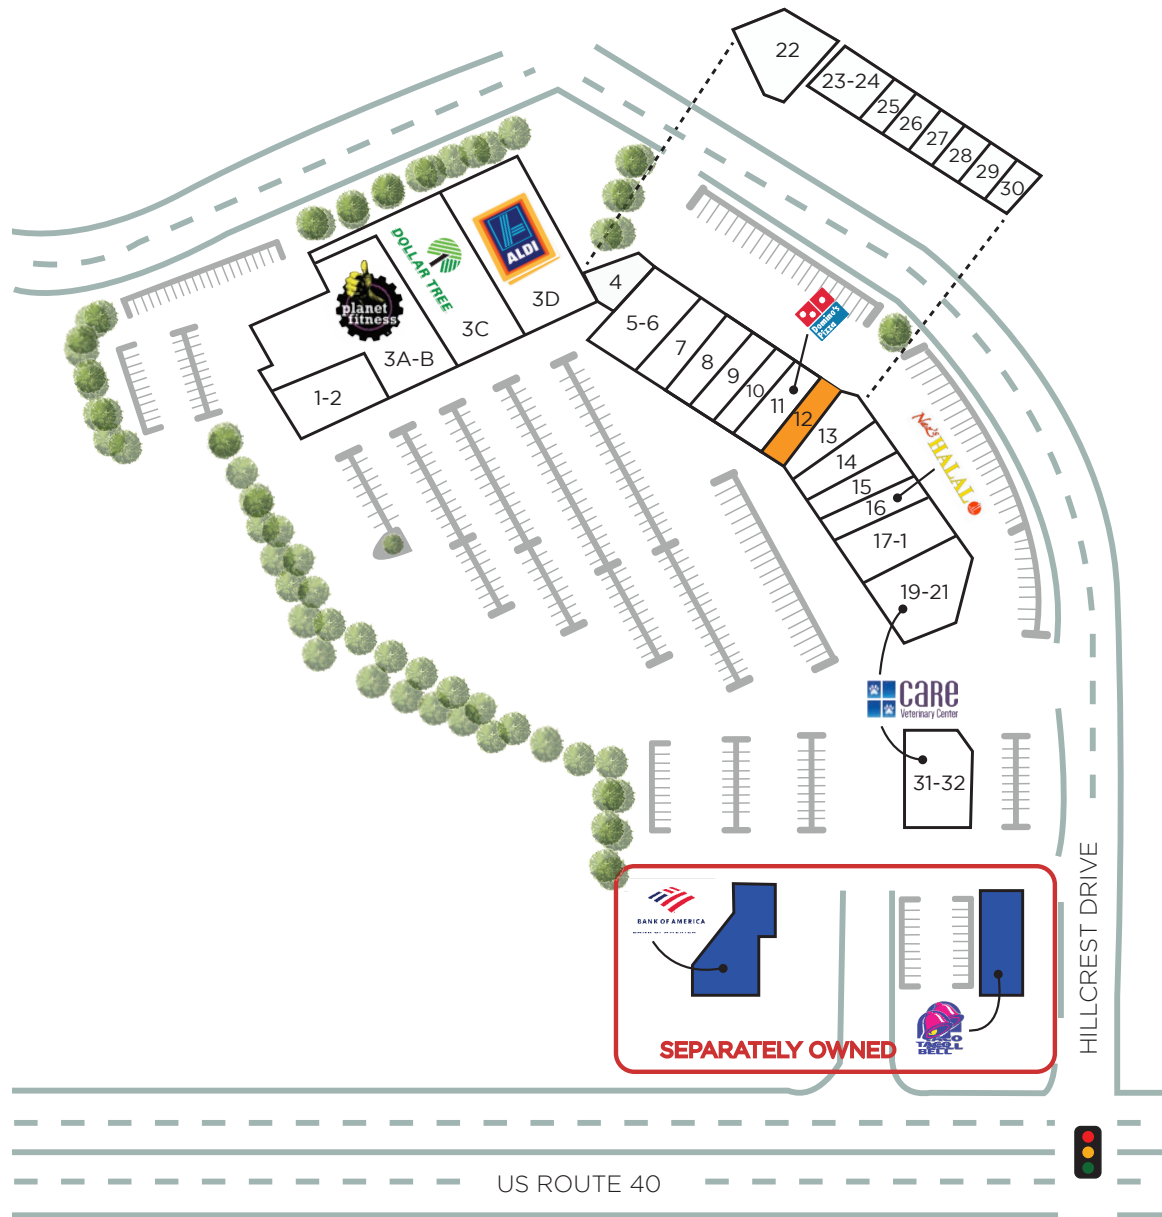 22
23-24
25
26
27
28
29
30
DOLLAR TREE
ALDI
planet
fitness
3D
3C
3A-B
1-2
4
5-6
7
8
9
10
11
12
13
14
15
16
17-1
19-21
Domino's
Pizza
Naz's
HALAL
CARE
Veterinary Center
31-32
BANK OF AMERICA
TACO
BELL
SEPARATELY OWNED
HILLCREST DRIVE
US ROUTE 40